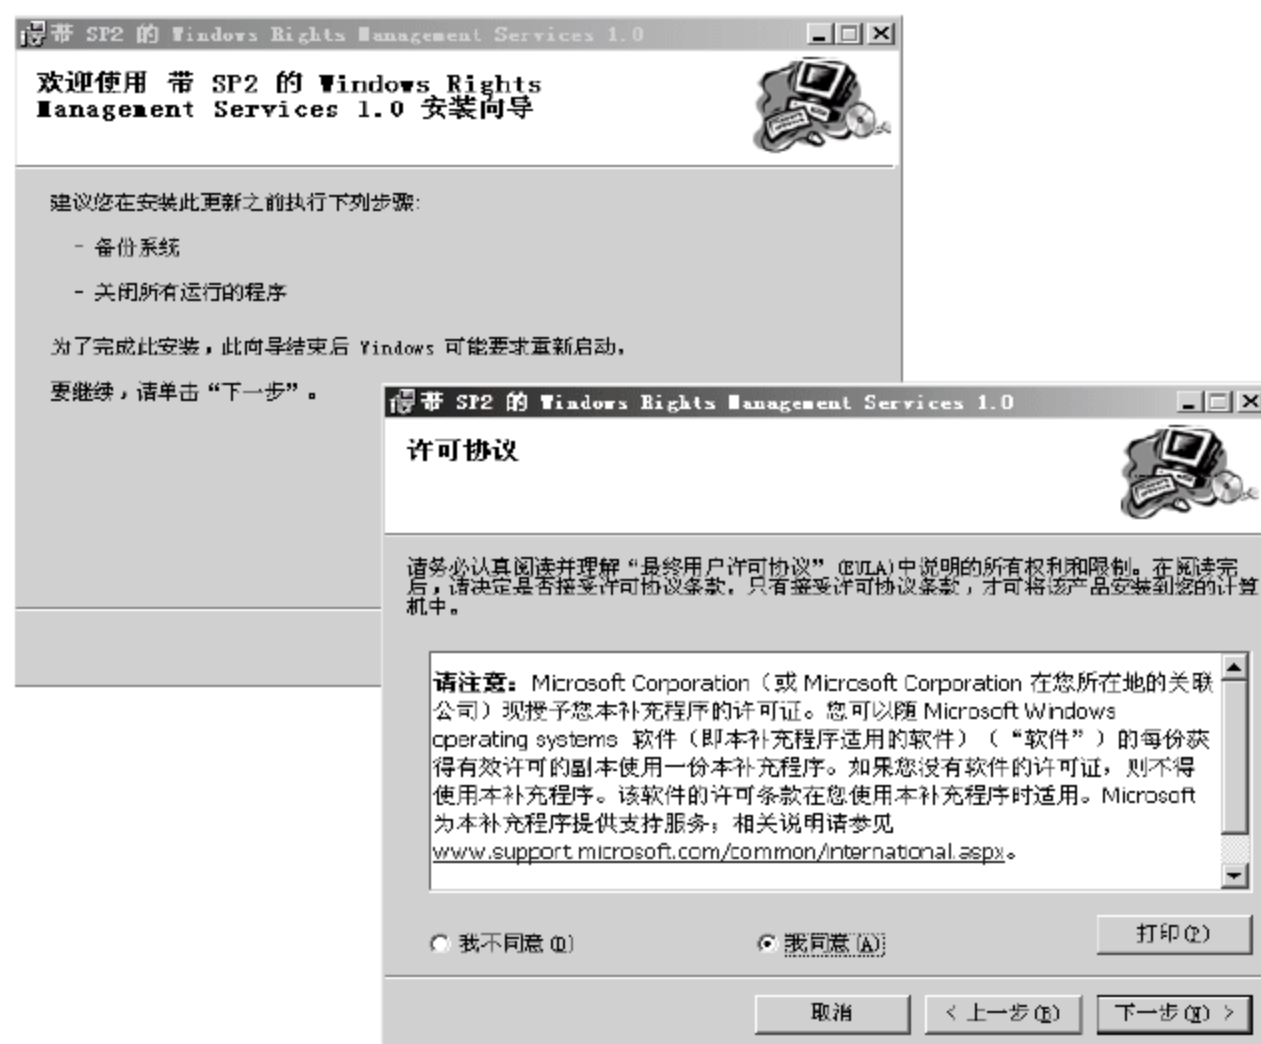 带 SP2 的 Windows Rights Management Services 1.0
欢迎使用 带 SP2 的 Windows Rights
Management Services 1.0 安装向导
建议您在安装此更新之前执行下列步骤:
- 备份系统
- 关闭所有运行的程序
为了完成此安装，此向导结束后 Windows 可能要求重新启动。
要继续，请单击“下一步”。
带 SP2 的 Windows Rights Management Services 1.0
许可协议
请务必认真阅读并理解“最终用户许可协议” (EULA)中说明的所有权利和限制。在阅读完
后，请决定是否接受许可协议条款。只有接受许可协议条款，才可将该产品安装到您的计算
机中。
请注意：Microsoft Corporation（或 Microsoft Corporation 在您所在地的关联
公司）现授予您本补充程序的许可证。您可以随 Microsoft Windows
operating systems 软件（即本补充程序适用的软件）（“软件”）的每份获
得有效许可的副本使用一份本补充程序。如果您没有软件的许可证，则不得
使用本补充程序。该软件的许可条款在您使用本补充程序时适用。Microsoft
为本补充程序提供支持服务；相关说明请参见
www.support.microsoft.com/common/international.aspx。
我不同意(D)
我同意(A)
打印(P)
取消
< 上一步(B)
下一步(N) >